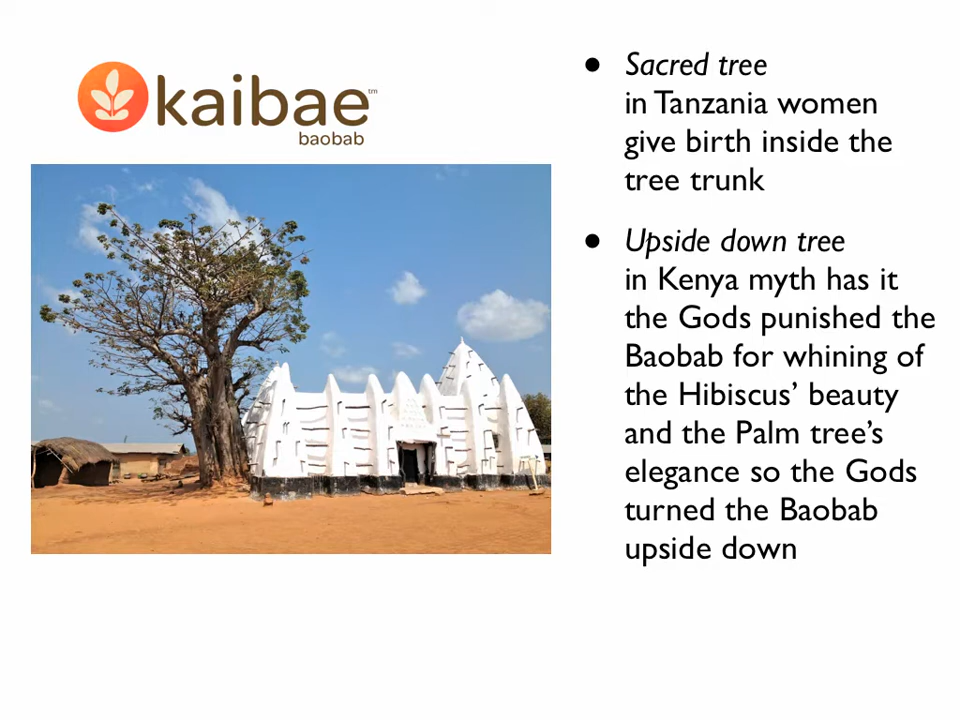 kaibae™
baobab
• Sacred tree
in Tanzania women
give birth inside the
tree trunk
• Upside down tree
in Kenya myth has it
the Gods punished the
Baobab for whining of
the Hibiscus’ beauty
and the Palm tree’s
elegance so the Gods
turned the Baobab
upside down